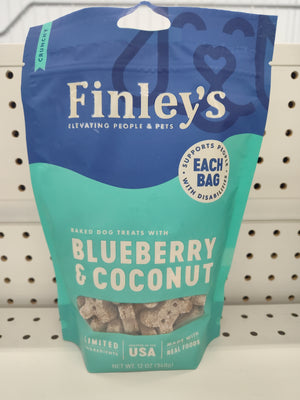 CRUNCHY
Finley's
ELEVATING PEOPLE & PETS
SUPPORTS PEOPLE
EACH
BAG
WITH DISABILITIES
BAKED DOG TREATS WITH
BLUEBERRY
& COCONUT
LIMITED
INGREDIENTS
USA
MADE WITH
REAL FOODS
NET WT. 12 OZ (340g)